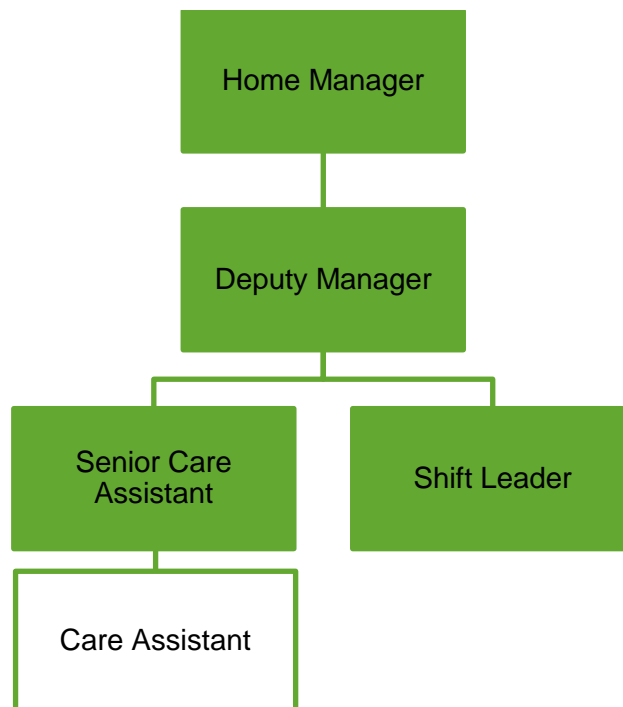 Home Manager
Deputy Manager
Senior Care
Assistant
Shift Leader
Care Assistant